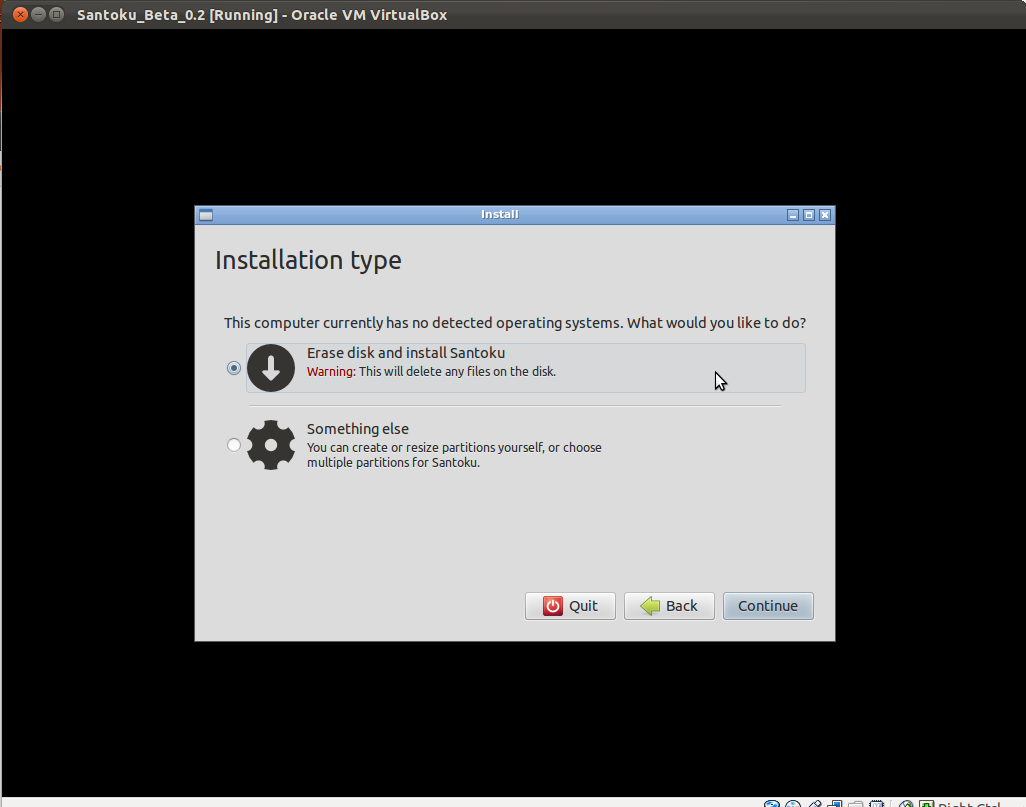 Santoku_Beta_0.2 [Running] - Oracle VM VirtualBox
Install
Installation type
This computer currently has no detected operating systems. What would you like to do?
Erase disk and install Santoku
Warning: This will delete any files on the disk.
Something else
You can create or resize partitions yourself, or choose
multiple partitions for Santoku.
Quit
Back
Continue
Right Ctrl